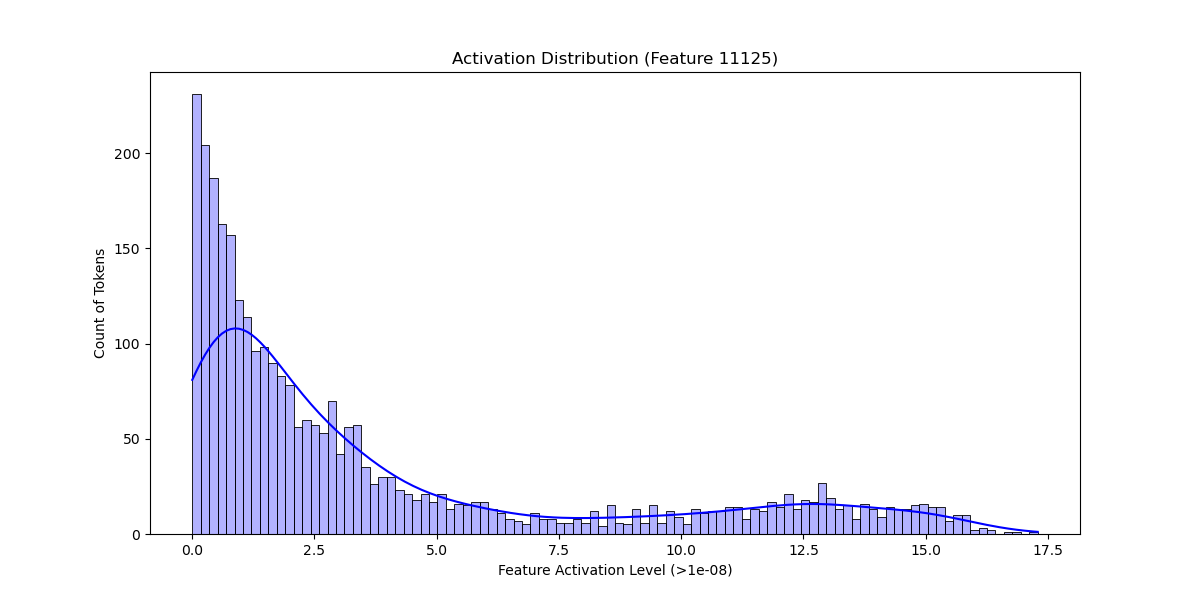 Activation Distribution (Feature 11125)
Count of Tokens
200
150
100
50
0
0.0 2.5 5.0 7.5 10.0 12.5 15.0 17.5
Feature Activation Level (>1e-08)